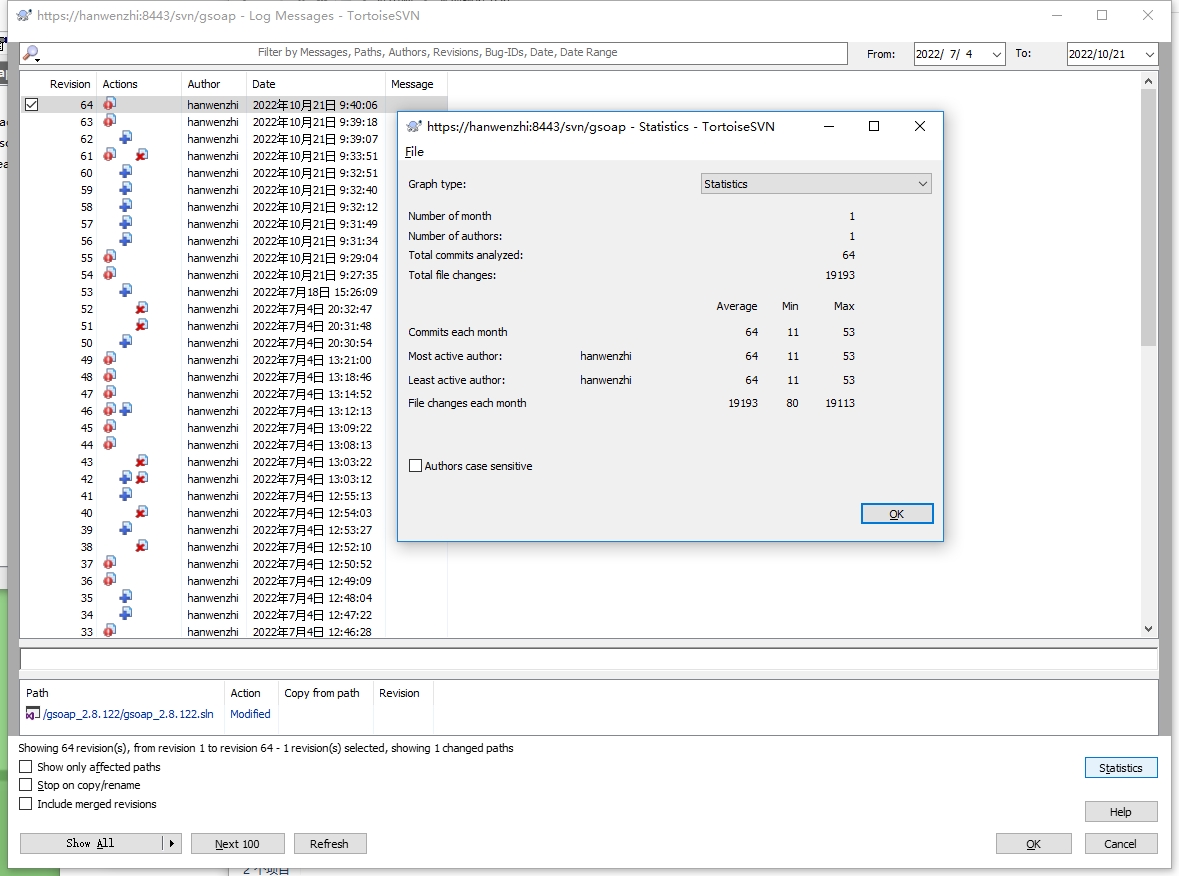 https://hanwenzhi:8443/svn/gsoap - Log Messages - TortoiseSVN
Filter by Messages, Paths, Authors, Revisions, Bug-IDs, Date, Date Range
From: 2022/ 7/ 4 To: 2022/10/21
Revision Actions Author Date Message
64 hanwenzhi 2022年10月21日 9:40:06
63 hanwenzhi 2022年10月21日 9:39:18
62 hanwenzhi 2022年10月21日 9:39:07
61 hanwenzhi 2022年10月21日 9:33:51
60 hanwenzhi 2022年10月21日 9:32:51
59 hanwenzhi 2022年10月21日 9:32:40
58 hanwenzhi 2022年10月21日 9:32:12
57 hanwenzhi 2022年10月21日 9:31:49
56 hanwenzhi 2022年10月21日 9:31:34
55 hanwenzhi 2022年10月21日 9:29:04
54 hanwenzhi 2022年10月21日 9:27:35
53 hanwenzhi 2022年7月18日 15:26:09
52 hanwenzhi 2022年7月4日 20:32:47
51 hanwenzhi 2022年7月4日 20:31:48
50 hanwenzhi 2022年7月4日 20:30:54
49 hanwenzhi 2022年7月4日 13:21:00
48 hanwenzhi 2022年7月4日 13:18:46
47 hanwenzhi 2022年7月4日 13:14:52
46 hanwenzhi 2022年7月4日 13:12:13
45 hanwenzhi 2022年7月4日 13:09:22
44 hanwenzhi 2022年7月4日 13:08:13
43 hanwenzhi 2022年7月4日 13:03:22
42 hanwenzhi 2022年7月4日 13:03:12
41 hanwenzhi 2022年7月4日 12:55:13
40 hanwenzhi 2022年7月4日 12:54:03
39 hanwenzhi 2022年7月4日 12:53:27
38 hanwenzhi 2022年7月4日 12:52:10
37 hanwenzhi 2022年7月4日 12:50:52
36 hanwenzhi 2022年7月4日 12:49:09
35 hanwenzhi 2022年7月4日 12:48:04
34 hanwenzhi 2022年7月4日 12:47:22
33 hanwenzhi 2022年7月4日 12:46:28
https://hanwenzhi:8443/svn/gsoap - Statistics - TortoiseSVN
File
Graph type: Statistics
Number of month 1
Number of authors: 1
Total commits analyzed: 64
Total file changes: 19193
Average Min Max
Commits each month 64 11 53
Most active author: hanwenzhi 64 11 53
Least active author: hanwenzhi 64 11 53
File changes each month 19193 80 19113
Authors case sensitive
OK
Path Action Copy from path Revision
/gsoap_2.8.122/gsoap_2.8.122.sln Modified
Showing 64 revision(s), from revision 1 to revision 64 - 1 revision(s) selected, showing 1 changed paths
Show only affected paths
Stop on copy/rename
Include merged revisions
Statistics
Help
Show All Next 100 Refresh OK Cancel
2 个项目